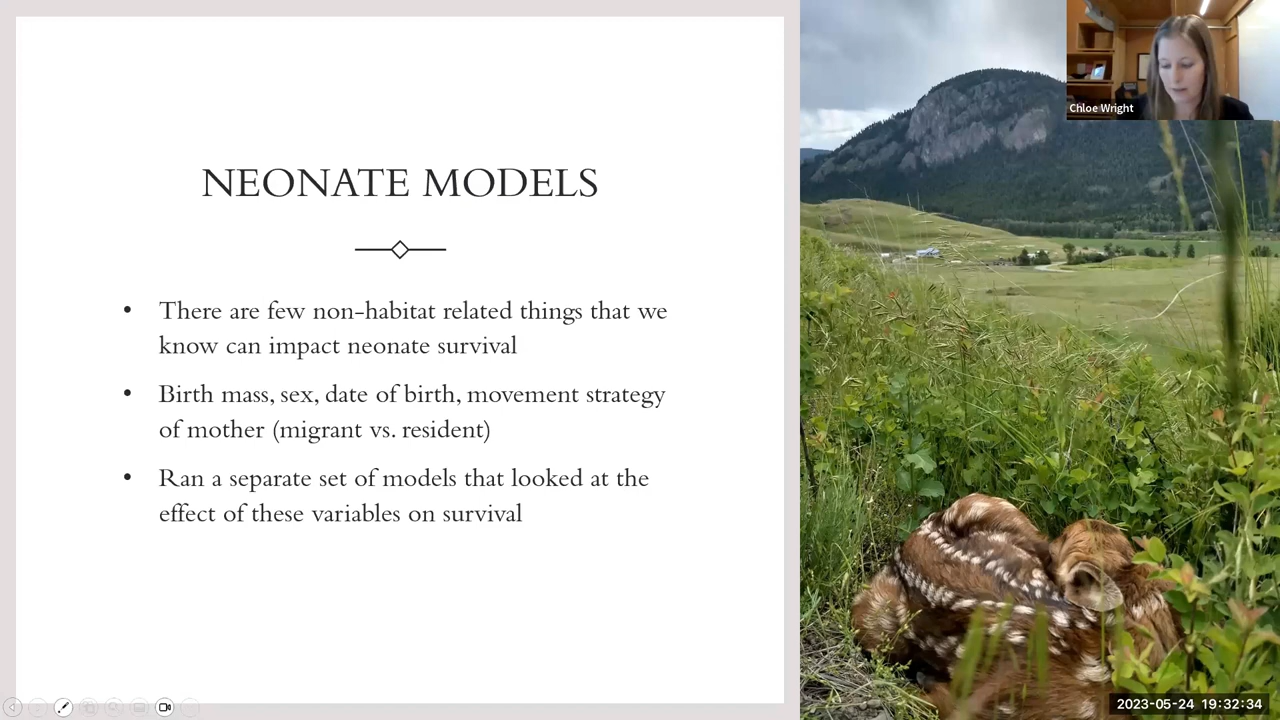 NEONATE MODELS
• There are few non-habitat related things that we
know can impact neonate survival
• Birth mass, sex, date of birth, movement strategy
of mother (migrant vs. resident)
• Ran a separate set of models that looked at the
effect of these variables on survival
Chloe Wright
2023-05-24 19:32:34